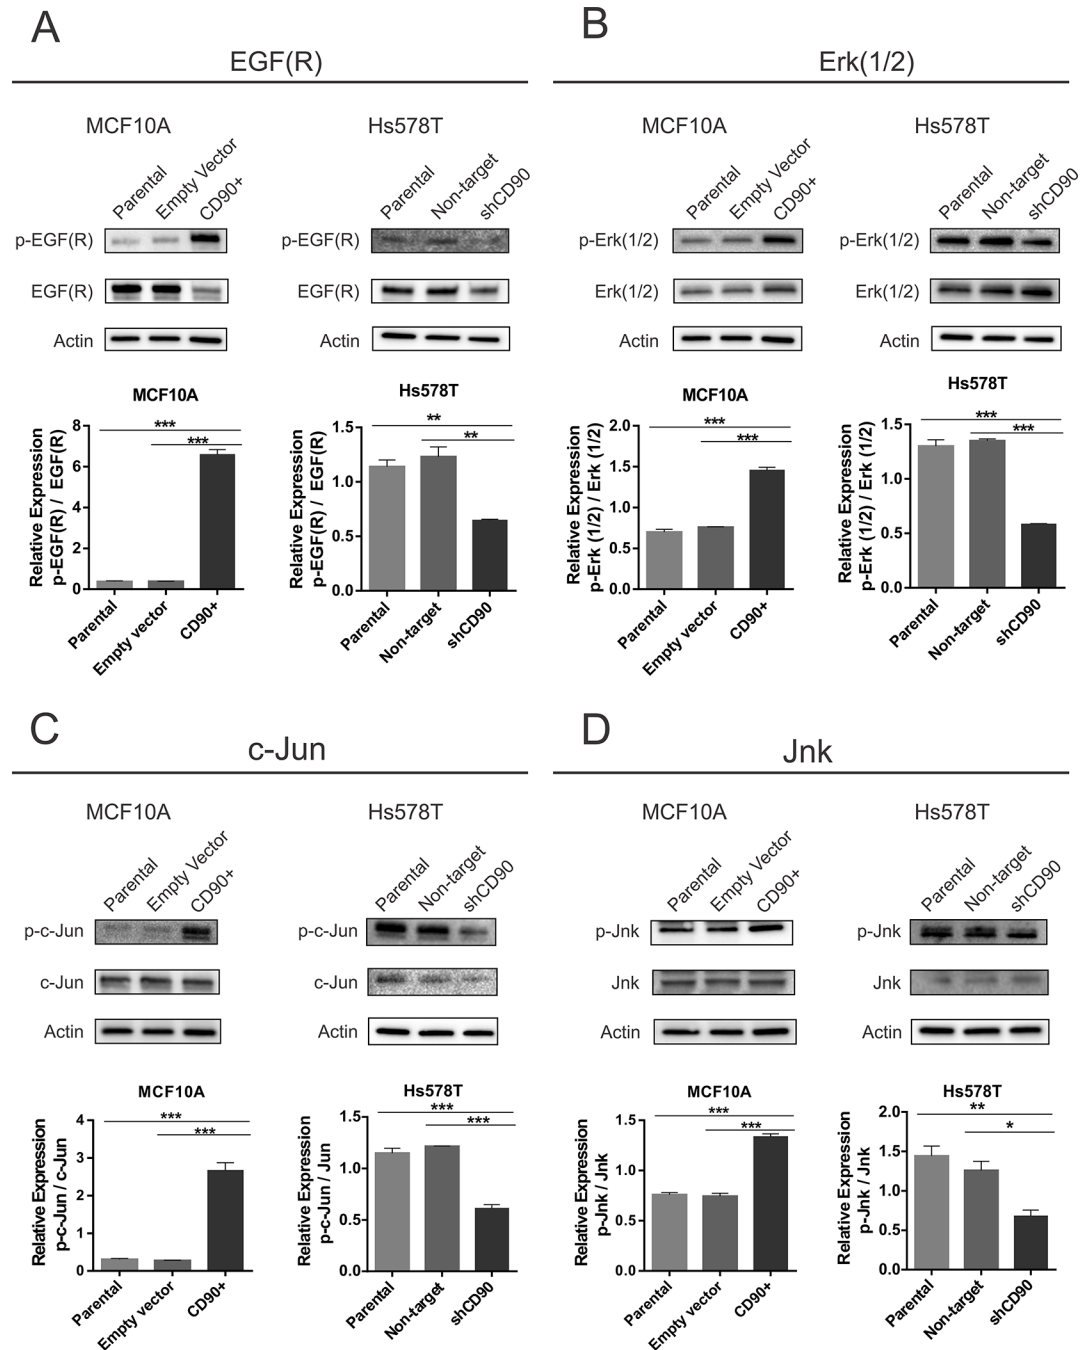 A
EGF(R)
MCF10A
Hs578T
Parental
Empty Vector
CD90+
Parental
Non-target
shCD90
p-EGF(R)
EGF(R)
Actin
p-EGF(R)
EGF(R)
Actin
MCF10A
Relative Expression
p-EGF(R) / EGF(R)
8
6
4
2
0
***
***
Parental
Empty vector
CD90+
Hs578T
Relative Expression
p-EGF(R) / EGF(R)
1.5
1.0
0.5
0.0
**
**
Parental
Non-target
shCD90
B
Erk(1/2)
MCF10A
Hs578T
Parental
Empty Vector
CD90+
Parental
Non-target
shCD90
p-Erk(1/2)
Erk(1/2)
Actin
p-Erk(1/2)
Erk(1/2)
Actin
MCF10A
Relative Expression
p-Erk (1/2) / Erk (1/2)
2.0
1.5
1.0
0.5
0.0
***
***
Parental
Empty vector
CD90+
Hs578T
Relative Expression
p-Erk (1/2) / Erk (1/2)
1.5
1.0
0.5
0.0
***
***
Parental
Non-target
shCD90
C
c-Jun
MCF10A
Hs578T
Parental
Empty Vector
CD90+
Parental
Non-target
shCD90
p-c-Jun
c-Jun
Actin
p-c-Jun
c-Jun
Actin
MCF10A
Relative Expression
p-c-Jun / c-Jun
4
3
2
1
0
***
***
Parental
Empty vector
CD90+
Hs578T
Relative Expression
p-c-Jun / Jun
1.5
1.0
0.5
0.0
***
***
Parental
Non-target
shCD90
D
Jnk
MCF10A
Hs578T
Parental
Empty Vector
CD90+
Parental
Non-target
shCD90
p-Jnk
Jnk
Actin
p-Jnk
Jnk
Actin
MCF10A
Relative Expression
p-Jnk / Jnk
1.5
1.0
0.5
0.0
***
***
Parental
Empty vector
CD90+
Hs578T
Relative Expression
p-Jnk / Jnk
2.0
1.5
1.0
0.5
0.0
**
*
Parental
Non-target
shCD90